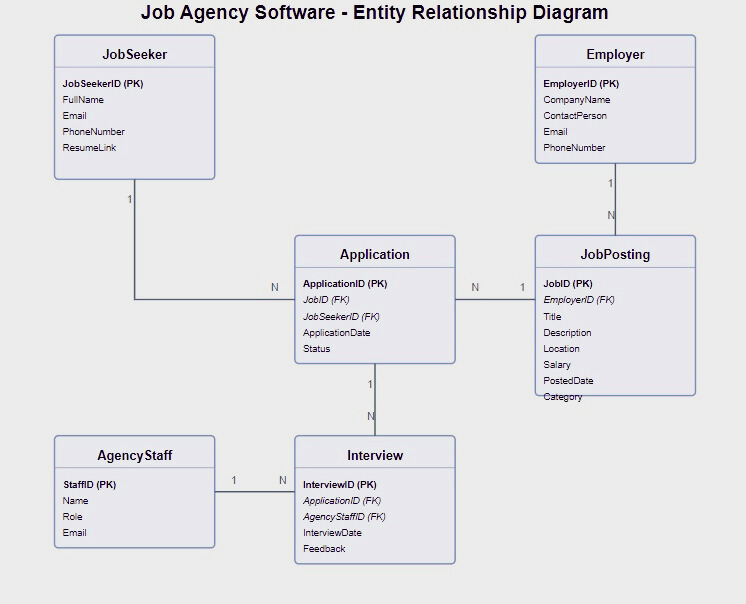 Job Agency Software - Entity Relationship Diagram
JobSeeker
JobSeekerID (PK)
FullName
Email
PhoneNumber
ResumeLink
Employer
EmployerID (PK)
CompanyName
ContactPerson
Email
PhoneNumber
1
1
N
Application
ApplicationID (PK)
JobID (FK)
JobSeekerID (FK)
ApplicationDate
Status
JobPosting
JobID (PK)
EmployerID (FK)
Title
Description
Location
Salary
PostedDate
Category
N
N
1
1
N
AgencyStaff
StaffID (PK)
Name
Role
Email
1
N
Interview
InterviewID (PK)
ApplicationID (FK)
AgencyStaffID (FK)
InterviewDate
Feedback